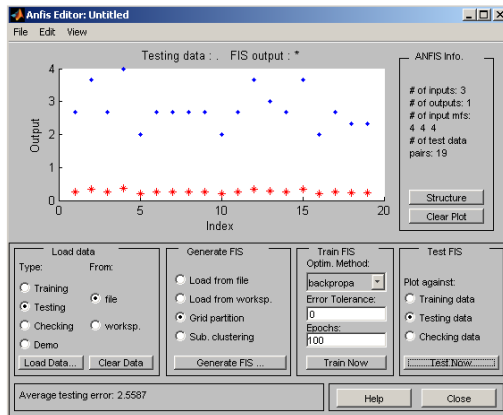 Anfis Editor: Untitled
File Edit View
Testing data : . FIS output : *
4
3
2
1
0
Output
0 5 10 15 20
Index
ANFIS Info.
# of inputs: 3
# of outputs: 1
# of input mfs:
4 4 4
# of test data
pairs: 19
Structure
Clear Plot
Load data
Type: From:
Training
Testing
Checking
Demo
file
worksp.
Load Data... Clear Data
Generate FIS
Load from file
Load from worksp.
Grid partition
Sub. clustering
Generate FIS ...
Train FIS
Optim. Method:
backpropa
Error Tolerance:
0
Epochs:
100
Train Now
Test FIS
Plot against:
Training data
Testing data
Checking data
Test Now
Average testing error: 2.5587
Help Close